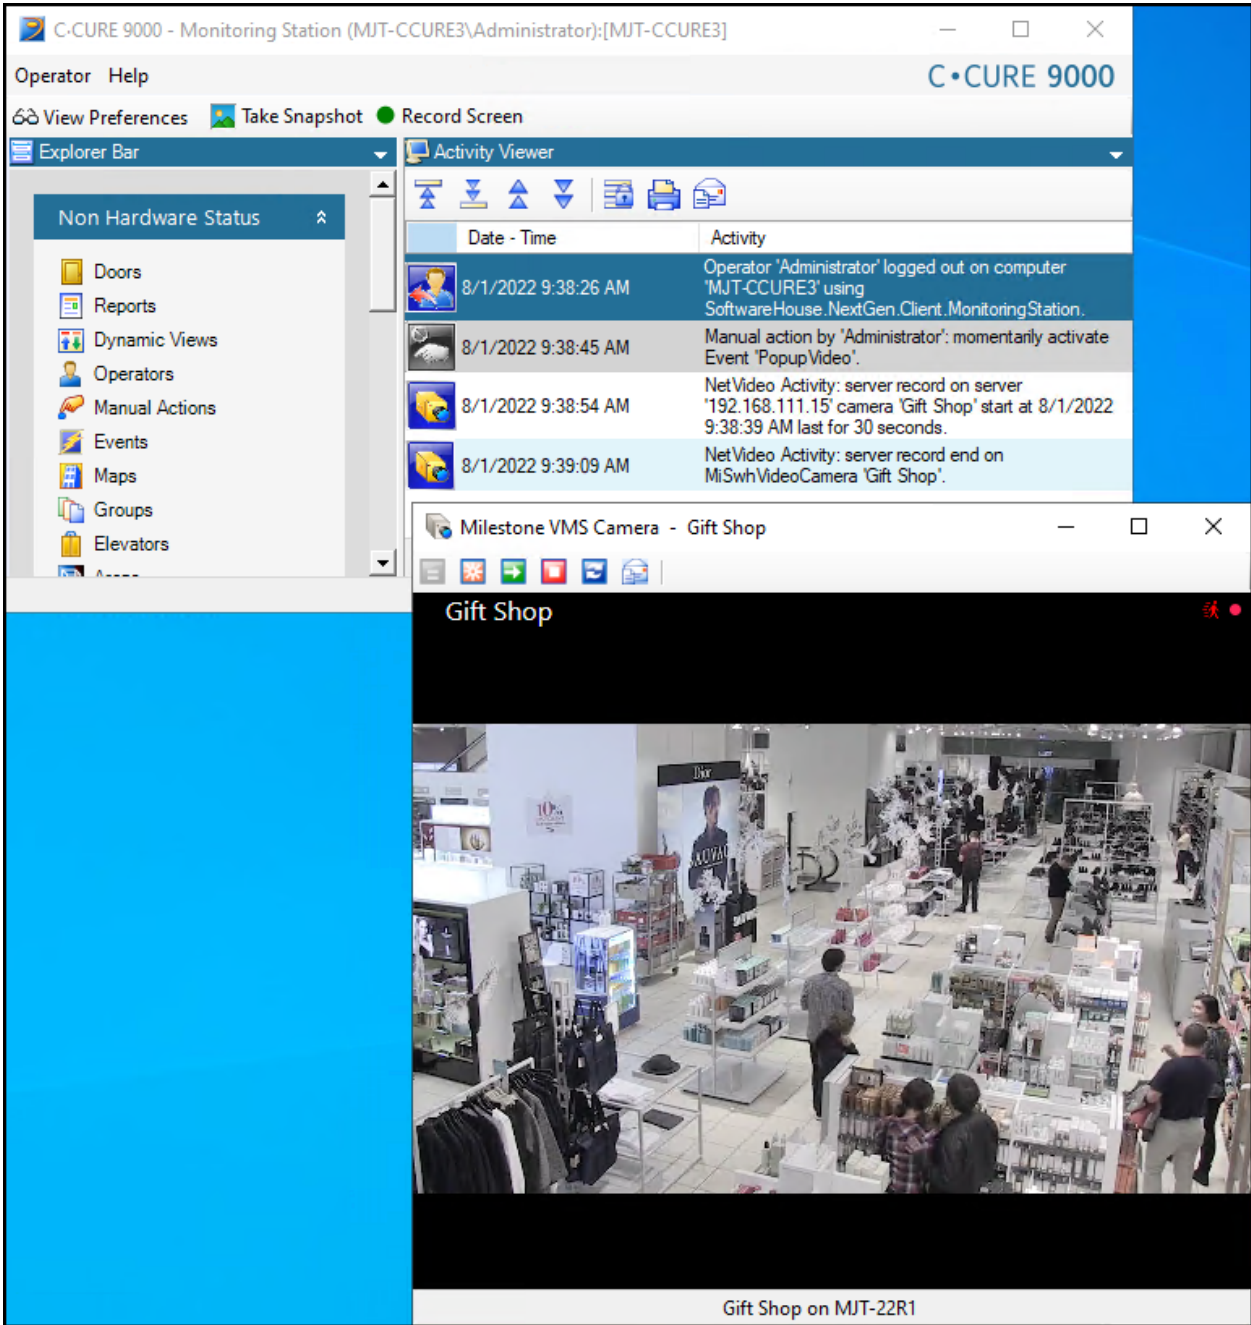 C•CURE 9000 - Monitoring Station (MJT-CCURE3\Administrator):[MJT-CCURE3]
Operator Help
C•CURE 9000
View Preferences Take Snapshot Record Screen
Explorer Bar
Activity Viewer
Non Hardware Status
Doors
Reports
Dynamic Views
Operators
Manual Actions
Events
Maps
Groups
Elevators
Date - Time Activity
8/1/2022 9:38:26 AM
Operator 'Administrator' logged out on computer
'MJT-CCURE3' using
SoftwareHouse.NextGen.Client.MonitoringStation.
8/1/2022 9:38:45 AM
Manual action by 'Administrator': momentarily activate
Event 'PopupVideo'.
8/1/2022 9:38:54 AM
NetVideo Activity: server record on server
'192.168.111.15' camera 'Gift Shop' start at 8/1/2022
9:38:39 AM last for 30 seconds.
8/1/2022 9:39:09 AM
NetVideo Activity: server record end on
MiSwhVideoCamera 'Gift Shop'.
Milestone VMS Camera - Gift Shop
Gift Shop
Dior
10%
SAUVAG
Gift Shop on MJT-22R1